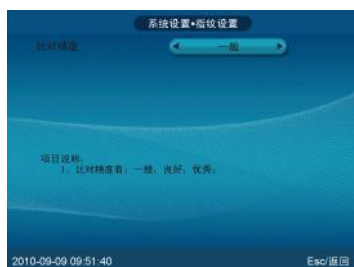 系统设置•指纹设置
比对精度
一般
项目说明:
1、比对精度有: 一般, 良好, 优秀;
2010-09-09 09:51:40
Esc/返回